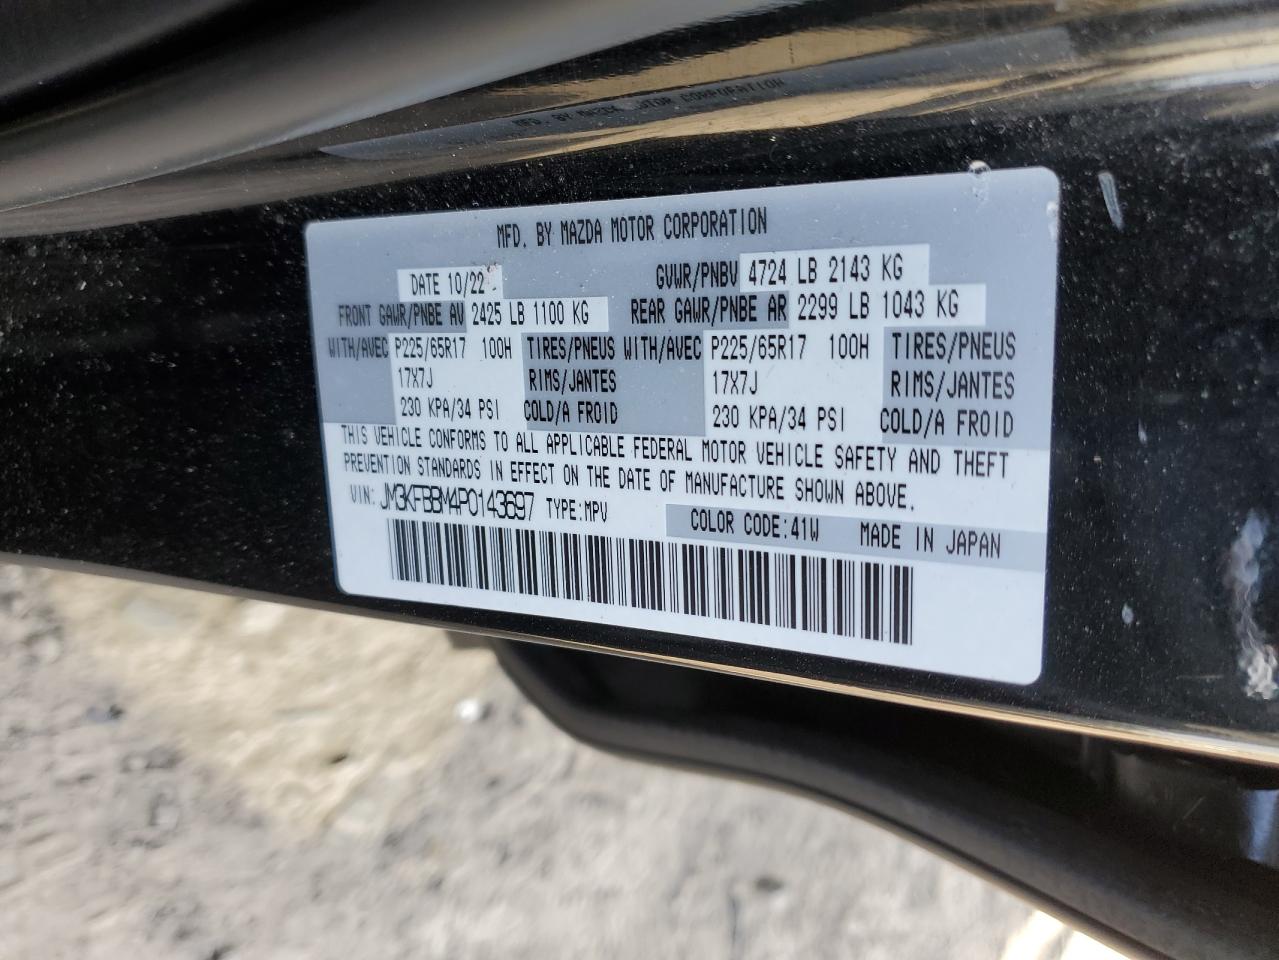 MFD. BY MAZDA MOTOR CORPORATION
MFD. BY MAZDA MOTOR CORPORATION
DATE 10/22 GVWR/PNBV 4724 LB 2143 KG
FRONT GAWR/PNBE AV 2425 LB 1100 KG REAR GAWR/PNBE AR 2299 LB 1043 KG
WITH/AVEC P225/65R17 100H TIRES/PNEUS WITH/AVEC P225/65R17 100H TIRES/PNEUS
17X7J RIMS/JANTES 17X7J RIMS/JANTES
230 KPA/34 PSI COLD/A FROID 230 KPA/34 PSI COLD/A FROID
THIS VEHICLE CONFORMS TO ALL APPLICABLE FEDERAL MOTOR VEHICLE SAFETY AND THEFT
PREVENTION STANDARDS IN EFFECT ON THE DATE OF MANUFACTURE SHOWN ABOVE.
VIN: JM3KFBBM4P0143697 TYPE:MPV COLOR CODE:41W MADE IN JAPAN